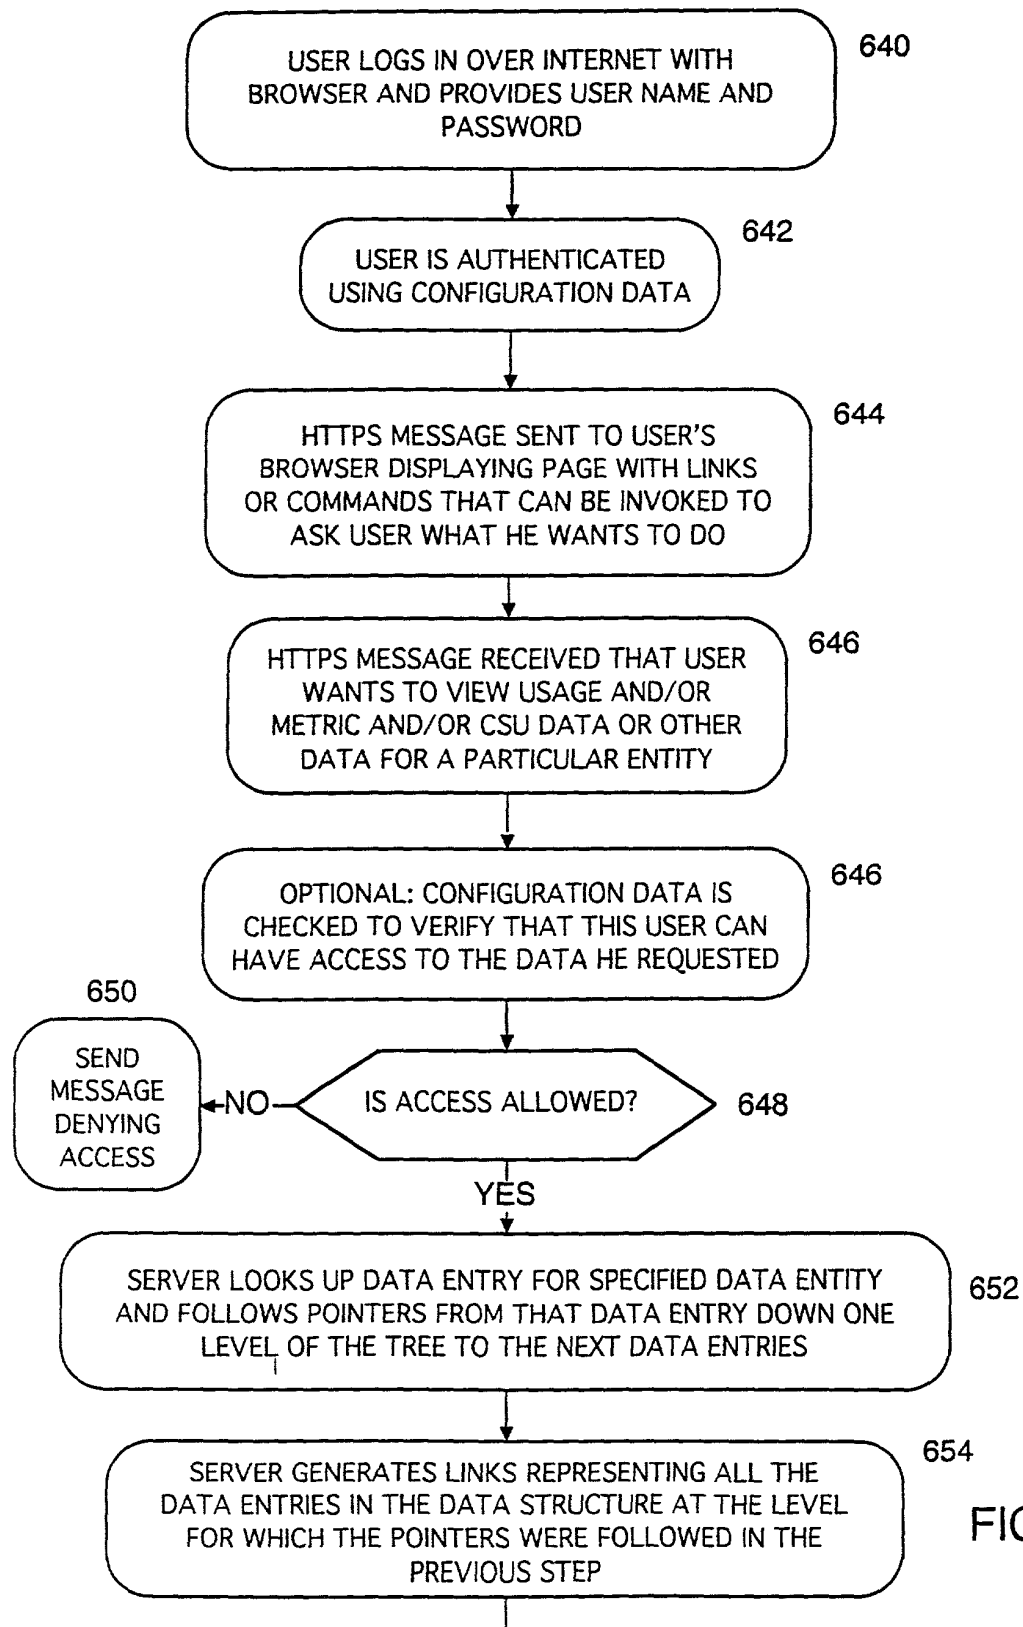 640
USER LOGS IN OVER INTERNET WITH
BROWSER AND PROVIDES USER NAME AND
PASSWORD
642
USER IS AUTHENTICATED
USING CONFIGURATION DATA
644
HTTPS MESSAGE SENT TO USER'S
BROWSER DISPLAYING PAGE WITH LINKS
OR COMMANDS THAT CAN BE INVOKED TO
ASK USER WHAT HE WANTS TO DO
646
HTTPS MESSAGE RECEIVED THAT USER
WANTS TO VIEW USAGE AND/OR
METRIC AND/OR CSU DATA OR OTHER
DATA FOR A PARTICULAR ENTITY
646
OPTIONAL: CONFIGURATION DATA IS
CHECKED TO VERIFY THAT THIS USER CAN
HAVE ACCESS TO THE DATA HE REQUESTED
650
SEND
MESSAGE
DENYING
ACCESS
NO
IS ACCESS ALLOWED?
648
YES
SERVER LOOKS UP DATA ENTRY FOR SPECIFIED DATA ENTITY
AND FOLLOWS POINTERS FROM THAT DATA ENTRY DOWN ONE
LEVEL OF THE TREE TO THE NEXT DATA ENTRIES
652
654
SERVER GENERATES LINKS REPRESENTING ALL THE
DATA ENTRIES IN THE DATA STRUCTURE AT THE LEVEL
FOR WHICH THE POINTERS WERE FOLLOWED IN THE
PREVIOUS STEP
FIG